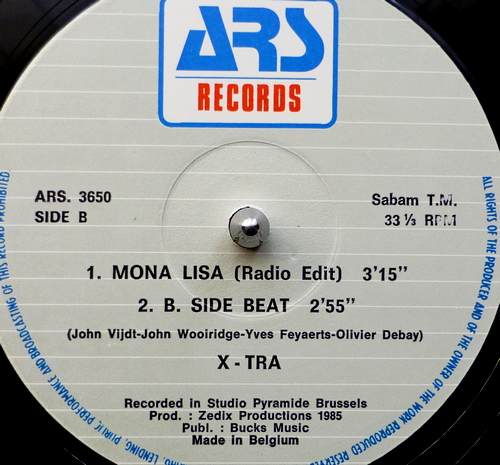 ARS
RECORDS
ARS. 3650
SIDE B
Sabam T.M.
33 ⅓ RPM
1. MONA LISA (Radio Edit) 3'15"
2. B. SIDE BEAT 2'55"
(John Vijdt-John Wooiridge-Yves Feyaerts-Olivier Debay)
X-TRA
Recorded in Studio Pyramide Brussels
Prod. : Zedix Productions 1985
Publ. : Bucks Music
Made in Belgium
ALL RIGHTS OF THE PRODUCER AND OF THE OWNER OF THE WORK REPRODUCED RESERVE
LENDING, PUBLIC PERFORMANCE AND BROADCASTING OF THIS RECORD PROHIBITED